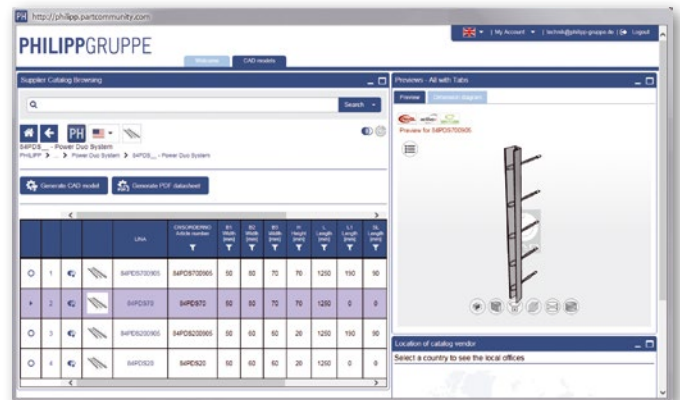 PH http://philipp.partcommunity.com
PHILIPPGRUPPE
| My Account | technik@philipp-gruppe.de | Logout
Welcome
CAD models
Supplier Catalog Browsing
Search
PH
84PDS__ - Power Duo System
PHILIPP > ... > Power Duo System > 84PDS__ - Power Duo System
Generate CAD model
Generate PDF datasheet
LINA
CNSORDERNO Article number
B1 Width [mm]
B2 Width [mm]
B3 Width [mm]
H Height [mm]
L Length [mm]
L1 Length [mm]
SL Length [mm]
1 84PDS700905 84PDS700905 50 80 70 70 1250 190 90
2 84PDS70 84PDS70 50 80 70 70 1250 0 0
3 84PDS200905 84PDS200905 60 60 60 20 1250 190 90
4 84PDS20 84PDS20 60 60 60 20 1250 0 0
Previews - All with Tabs
Preview
Dimension diagram
Preview for 84PDS700905
Location of catalog vendor
Select a country to see the local offices